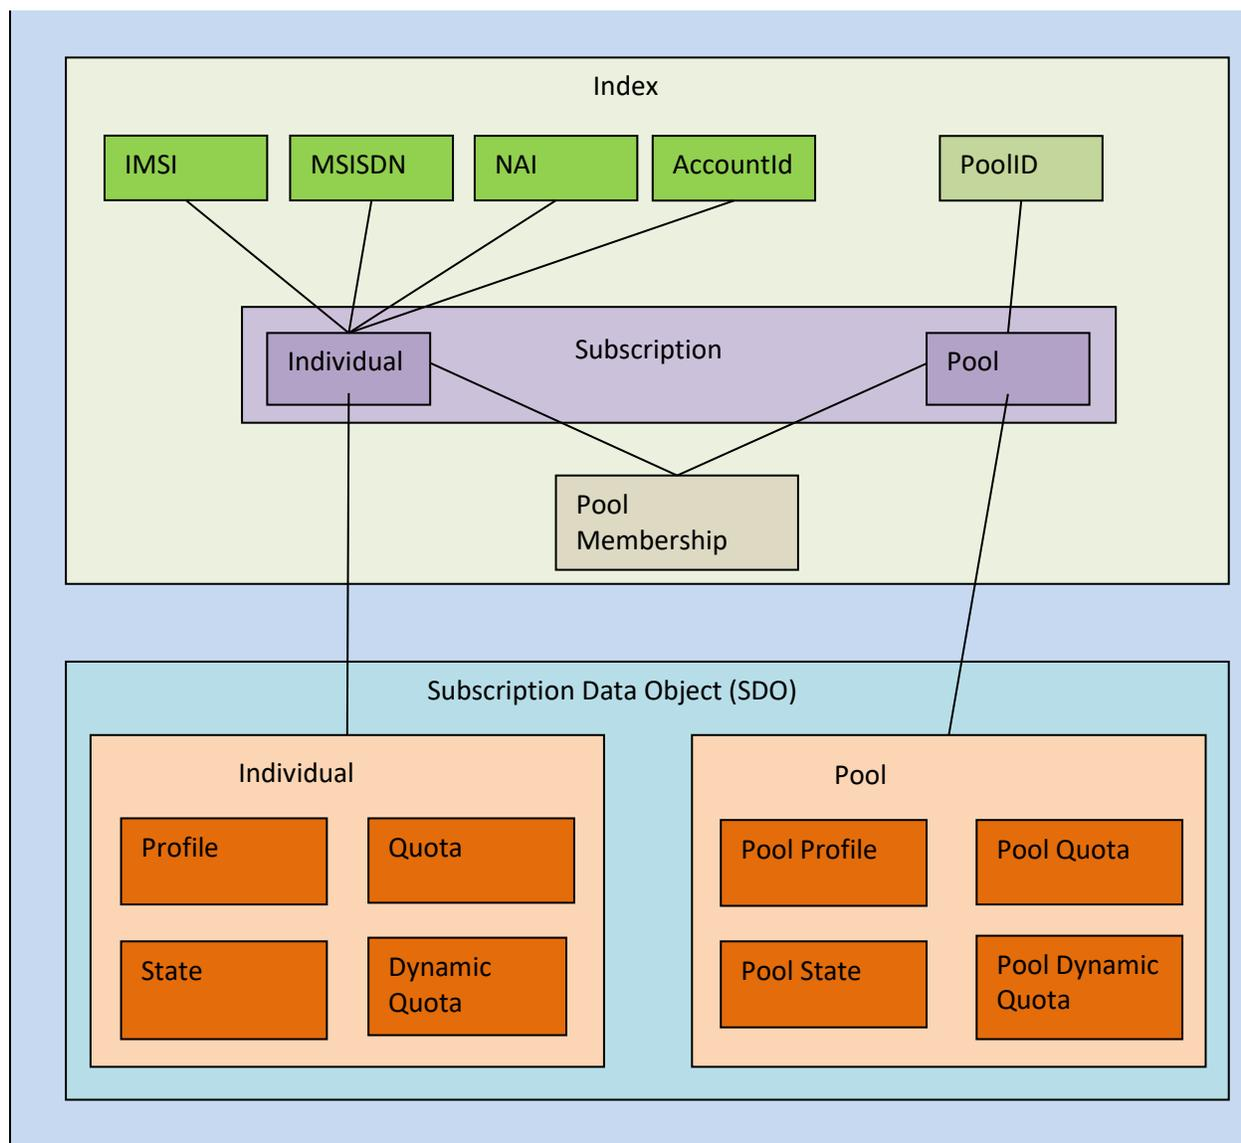 Index
IMSI
MSISDN
NAI
AccountId
PoolID
Individual
Subscription
Pool
Pool
Membership
Subscription Data Object (SDO)
Individual
Profile
Quota
State
Dynamic
Quota
Pool
Pool Profile
Pool Quota
Pool State
Pool Dynamic
Quota